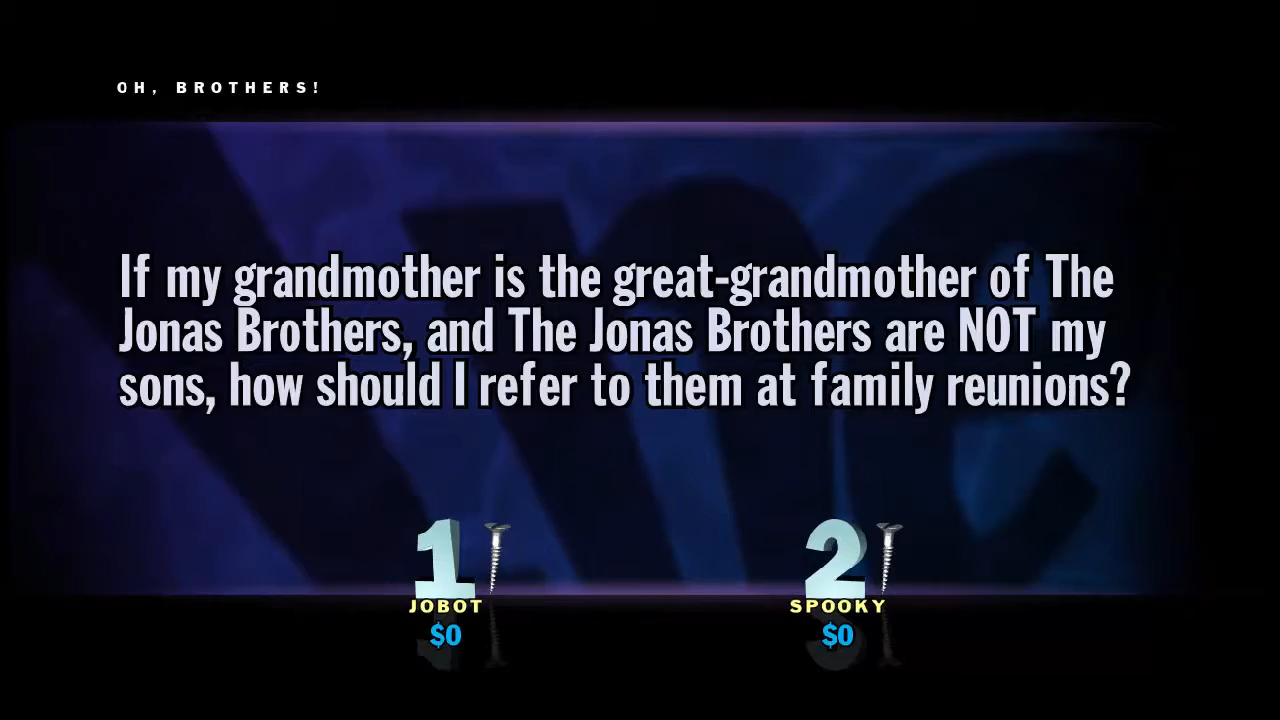 OH, BROTHERS!
If my grandmother is the great-grandmother of The
Jonas Brothers, and The Jonas Brothers are NOT my
sons, how should I refer to them at family reunions?
1 2
JOBOT SPOOKY
$0 $0